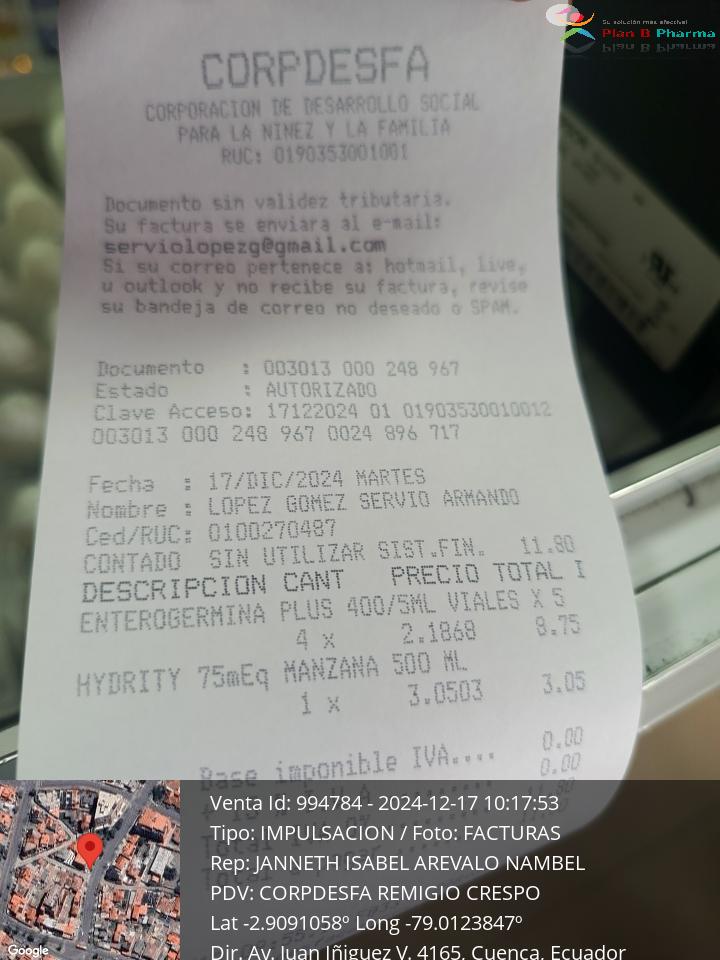 Su solución más efectiva!
Plan B Pharma
CORPDESFA
CORPORACION DE DESARROLLO SOCIAL
PARA LA NINEZ Y LA FAMILIA
RUC: 0190353001001
Documento sin validez tributaria.
Su factura se enviara al e-mail:
serviolopezg@gmail.com
Si su correo pertenece a: hotmail, live,
u outlook y no recibe su factura, revise
su bandeja de correo no deseado o SPAM.
Documento : 003013 000 248 967
Estado : AUTORIZADO
Clave Acceso: 17122024 01 01903530010012
003013 000 248 967 0024 896 717
Fecha : 17/DIC/2024 MARTES
Nombre : LOPEZ GOMEZ SERVIO ARMANDO
Ced/RUC: 0100270487
CONTADO SIN UTILIZAR SIST.FIN. 11.80
DESCRIPCION CANT PRECIO TOTAL I
ENTEROGERMINA PLUS 400/5ML VIALES X 5
4 x 2.1868 8.75
HYDRITY 75mEq MANZANA 500 ML
1 x 3.0503 3.05
Base imponible IVA.... 0.00
0.00
Venta Id: 994784 - 2024-12-17 10:17:53
Tipo: IMPULSACION / Foto: FACTURAS
Rep: JANNETH ISABEL AREVALO NAMBEL
PDV: CORPDESFA REMIGIO CRESPO
Lat -2.9091058º Long -79.0123847º
Dir. Av. Juan Iñiguez V. 4165, Cuenca, Ecuador
Google